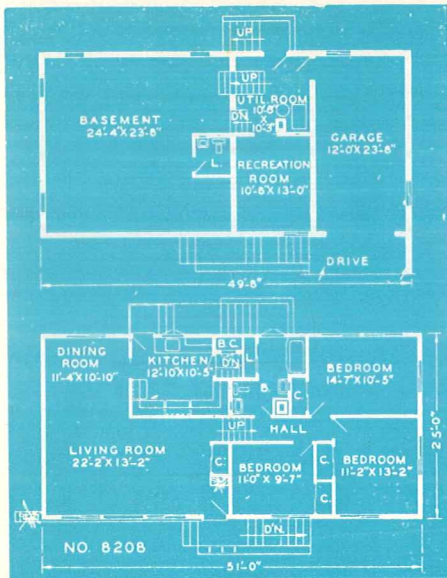 UP
UP
UTIL. ROOM
10'-8"
X
10'-3"
DN.
BASEMENT
24'-4"X23'-8"
L.
GARAGE
12'-0"X23'-8"
RECREATION
ROOM
10'-8"X13'-0"
DRIVE
49'-8"
DINING
ROOM
11'-4"X10'-10"
KITCHEN
12'-10"X10'-5"
B.C.
DN.
L.
B.
C.
BEDROOM
14'-7"X10'-5"
UP
HALL
LIVING ROOM
22'-2"X13'-2"
C.
BEDROOM
11'-0" X 9'-7"
C.
C.
BEDROOM
11'-2"X13'-2"
25'-0"
DN.
NO. 8208
51'-0"